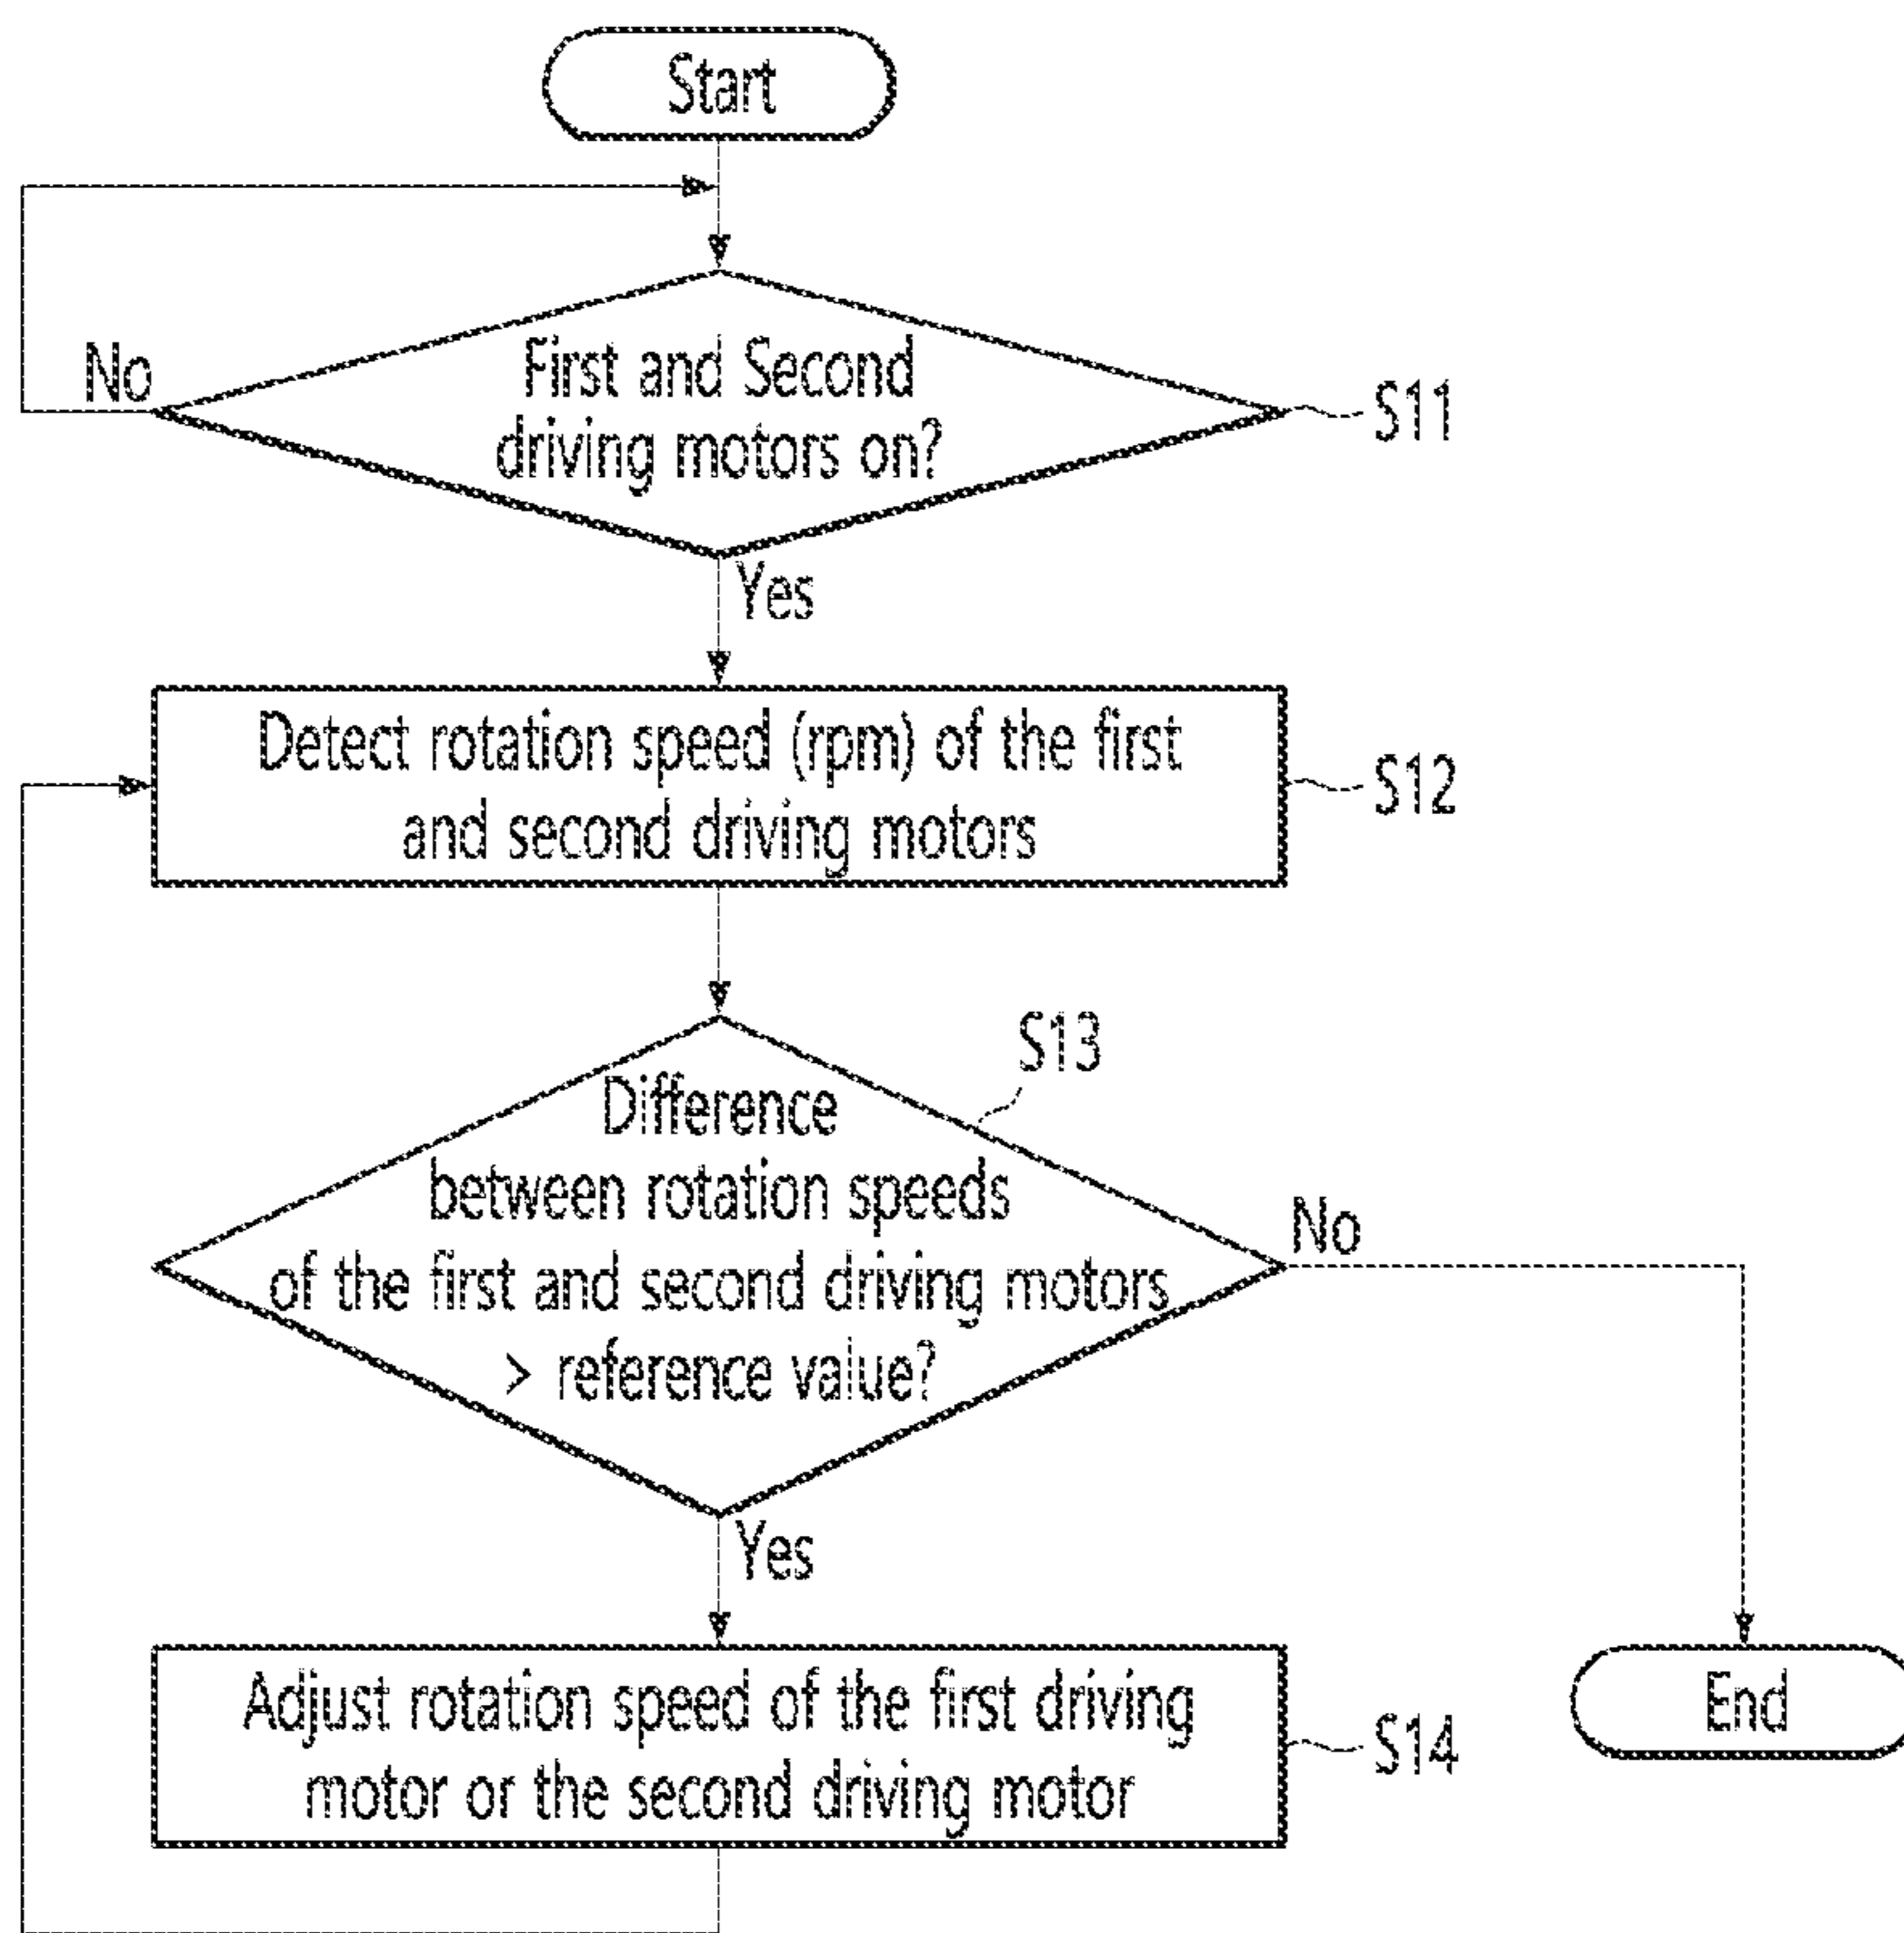 Start
No
First and Second
driving motors on?
S11
Yes
Detect rotation speed (rpm) of the first
and second driving motors
S12
S13
Difference
between rotation speeds
of the first and second driving motors
> reference value?
No
Yes
Adjust rotation speed of the first driving
motor or the second driving motor
S14
End